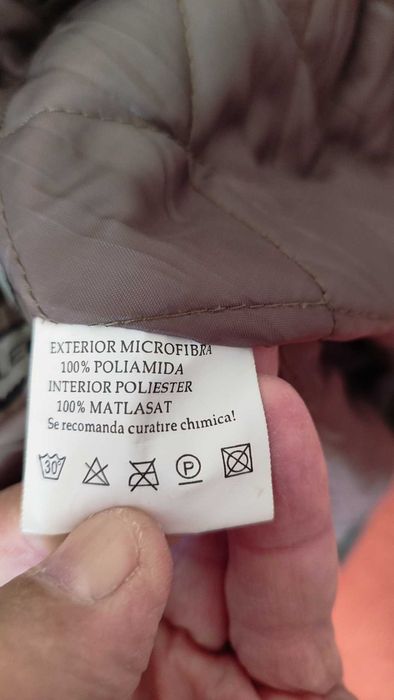 EXTERIOR MICROFIBRA
100% POLIAMIDA
INTERIOR POLIESTER
100% MATLASAT
Se recomanda curatire chimica!
30° P